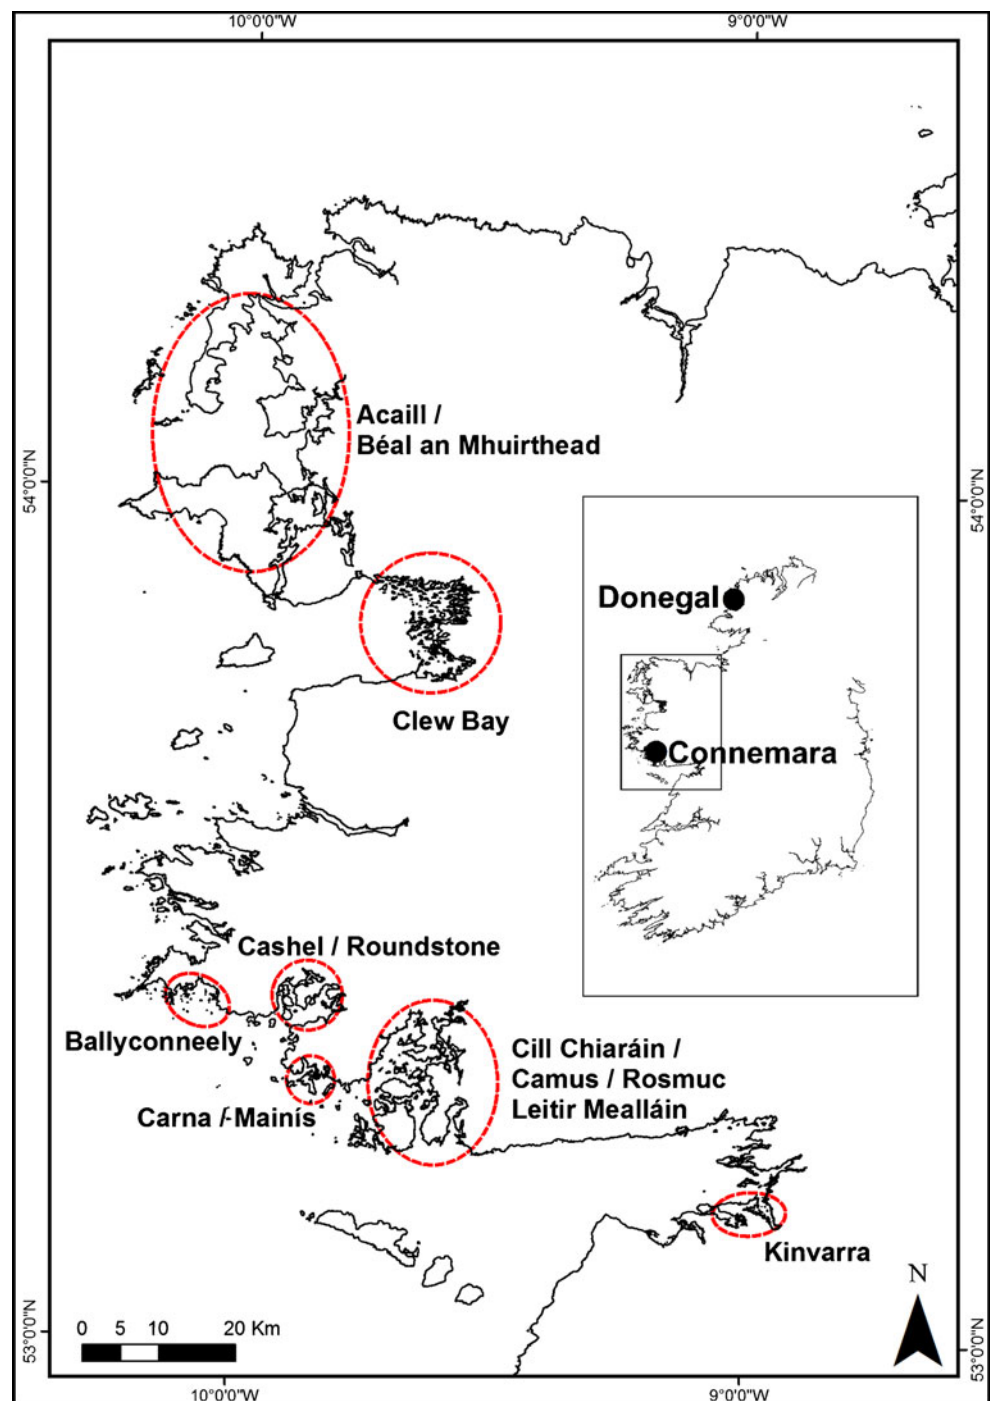 10°0'0"W
9°0'0"W
Acaill /
Béal an Mhuirthead
54°0'0"N
54°0'0"N
Donegal
Clew Bay
Connemara
Cashel / Roundstone
Ballyconneely
Cill Chiaráin /
Camus / Rosmuc
Leitir Mealláin
Carna / Mainís
Kinvarra
N
0 5 10 20 Km
53°0'0"N
53°0'0"N
10°0'0"W
9°0'0"W